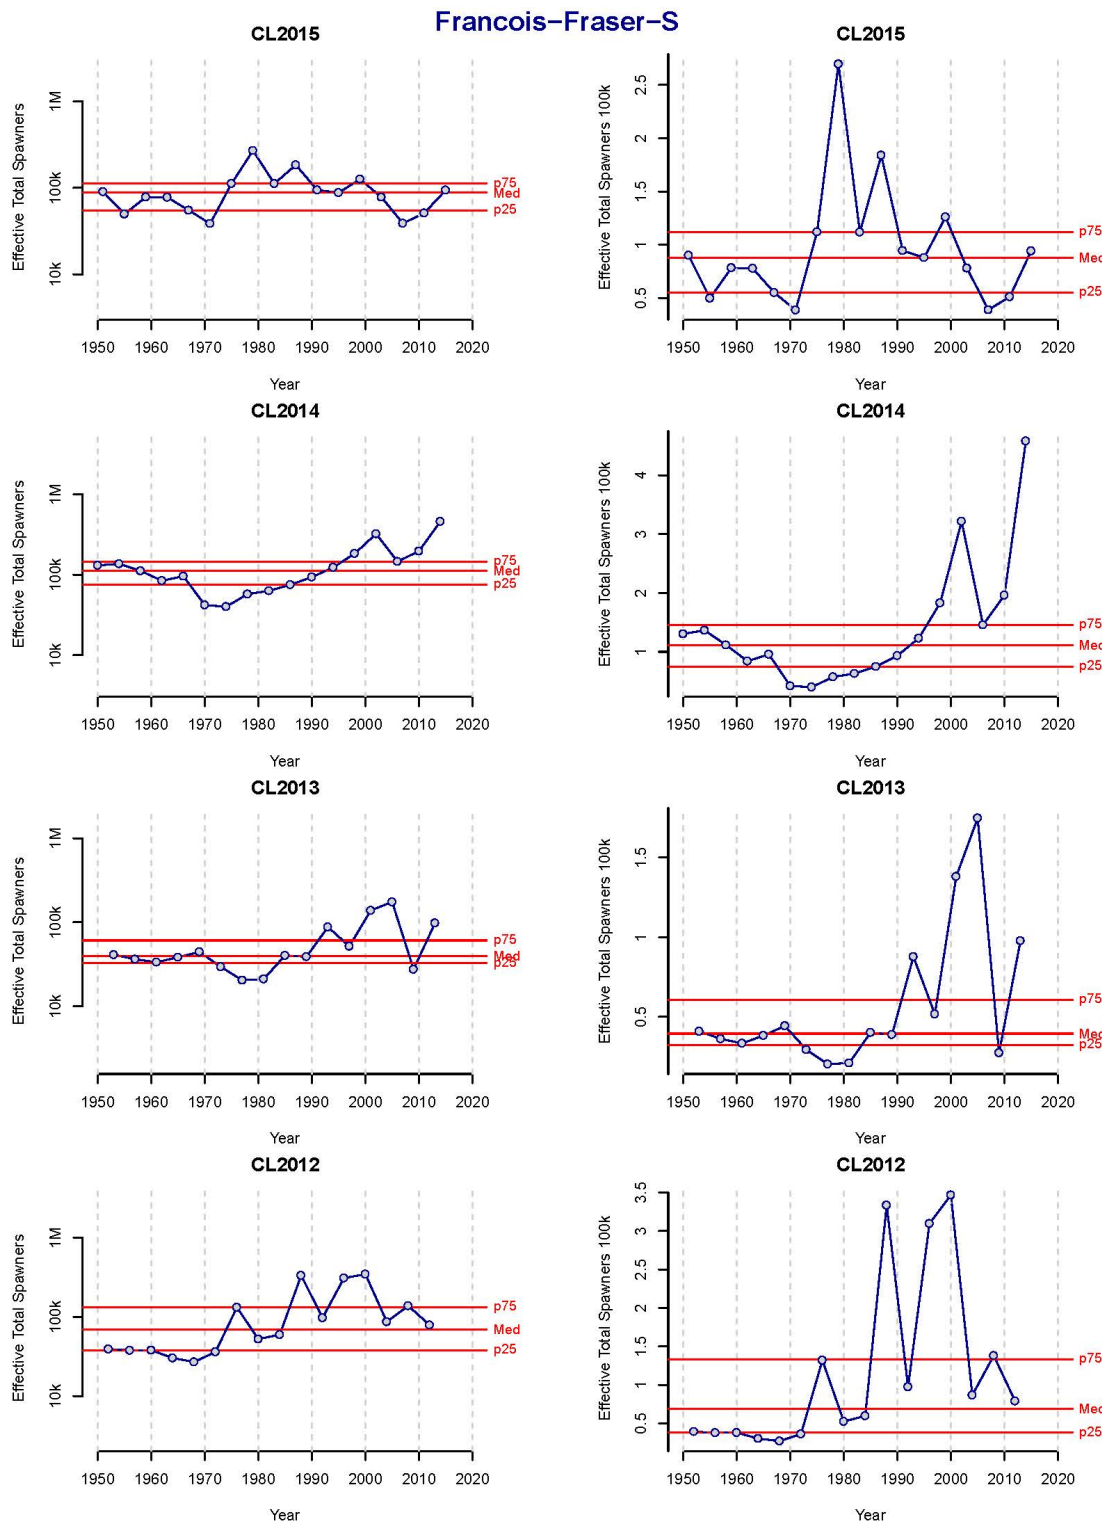 Francois−Fraser−S
CL2015
Effective Total Spawners
1M
100k
10k
p75
Med
p25
1950 1960 1970 1980 1990 2000 2010 2020
Year
CL2015
Effective Total Spawners 100k
2.5
2
1.5
1
0.5
p75
Med
p25
1950 1960 1970 1980 1990 2000 2010 2020
Year
CL2014
Effective Total Spawners
1M
100k
10k
p75
Med
p25
1950 1960 1970 1980 1990 2000 2010 2020
Year
CL2014
Effective Total Spawners 100k
4
3
2
1
p75
Med
p25
1950 1960 1970 1980 1990 2000 2010 2020
Year
CL2013
Effective Total Spawners
1M
100k
10k
p75
Med
p25
1950 1960 1970 1980 1990 2000 2010 2020
Year
CL2013
Effective Total Spawners 100k
1.5
1
0.5
p75
Med
p25
1950 1960 1970 1980 1990 2000 2010 2020
Year
CL2012
Effective Total Spawners
1M
100k
10k
p75
Med
p25
1950 1960 1970 1980 1990 2000 2010 2020
Year
CL2012
Effective Total Spawners 100k
3.5
3
2.5
2
1.5
1
0.5
p75
Med
p25
1950 1960 1970 1980 1990 2000 2010 2020
Year